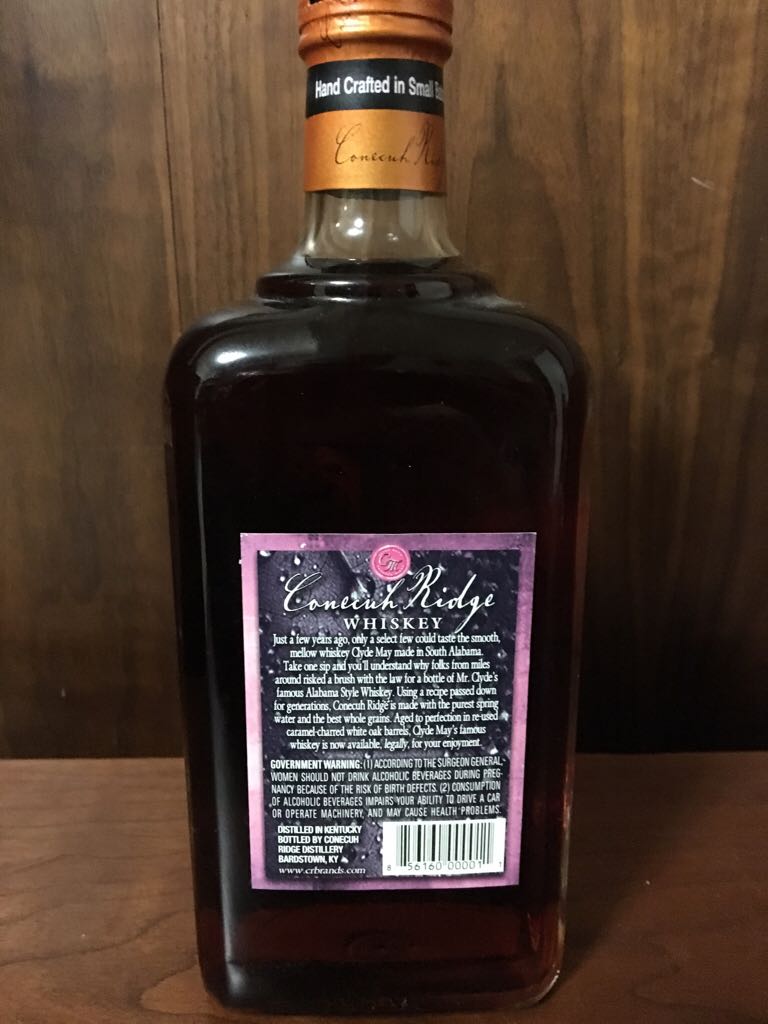 Hand Crafted in Small
Conecuh
CM
Conecuh Ridge
WHISKEY
Just a few years ago, only a select few could taste the smooth,
mellow whiskey Clyde May made in South Alabama.
Take one sip and you'll understand why folks from miles
around risked a brush with the law for a bottle of Mr. Clyde's
famous Alabama Style Whiskey. Using a recipe passed down
for generations, Conecuh Ridge is made with the purest spring
water and the best whole grains. Aged to perfection in re-used
caramel-charred white oak barrels, Clyde May's famous
whiskey is now available, legally, for your enjoyment.
GOVERNMENT WARNING: (1) ACCORDING TO THE SURGEON GENERAL,
WOMEN SHOULD NOT DRINK ALCOHOLIC BEVERAGES DURING PREG-
NANCY BECAUSE OF THE RISK OF BIRTH DEFECTS. (2) CONSUMPTION
OF ALCOHOLIC BEVERAGES IMPAIRS YOUR ABILITY TO DRIVE A CAR
OR OPERATE MACHINERY, AND MAY CAUSE HEALTH PROBLEMS.
DISTILLED IN KENTUCKY
BOTTLED BY CONECUH
RIDGE DISTILLERY
BARDSTOWN, KY
www.crbrands.com
8 56160 00001 1